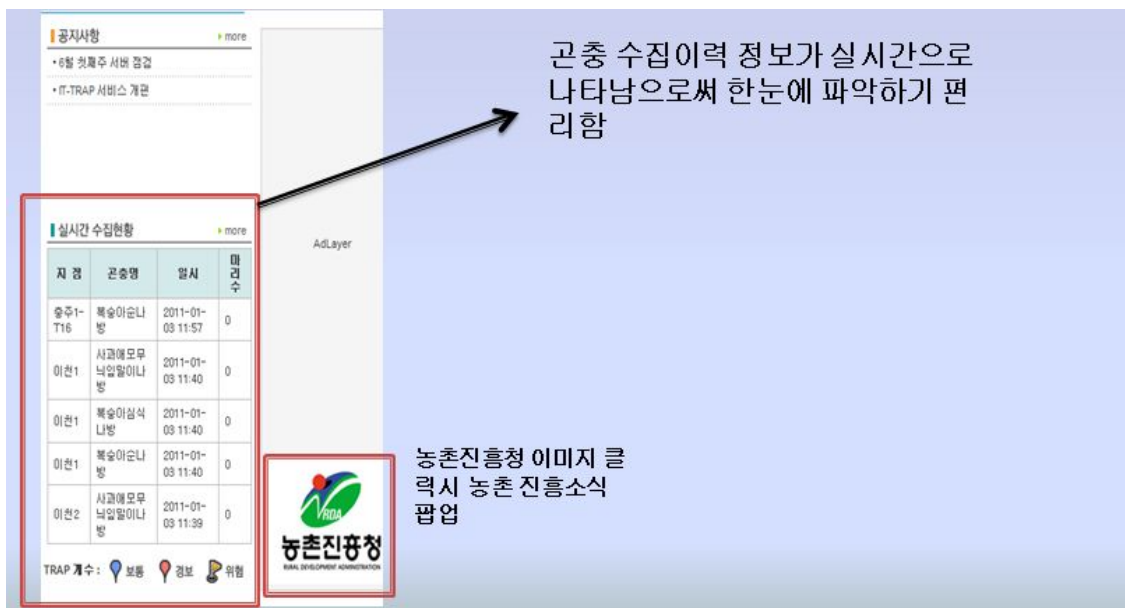 공지사항 more
• 6월 첫째주 서버 점검
• IT-TRAP 서비스 개편
곤충 수집이력 정보가 실시간으로
나타남으로써 한눈에 파악하기 편
리함
실시간 수집현황 more
AdLayer
지 점 곤충명 일시 마리수
충주1-T16 복숭아순나방 2011-01-03 11:57 0
이천1 사과애모무늬잎말이나방 2011-01-03 11:40 0
이천1 복숭아심식나방 2011-01-03 11:40 0
이천1 복숭아순나방 2011-01-03 11:40 0
이천2 사과애모무늬잎말이나방 2011-01-03 11:39 0
TRAP 개수 : 보통 경보 위험
농촌진흥청 이미지 클
릭시 농촌 진흥소식
팝업
RDA
농촌진흥청
RURAL DEVELOPMENT ADMINISTRATION